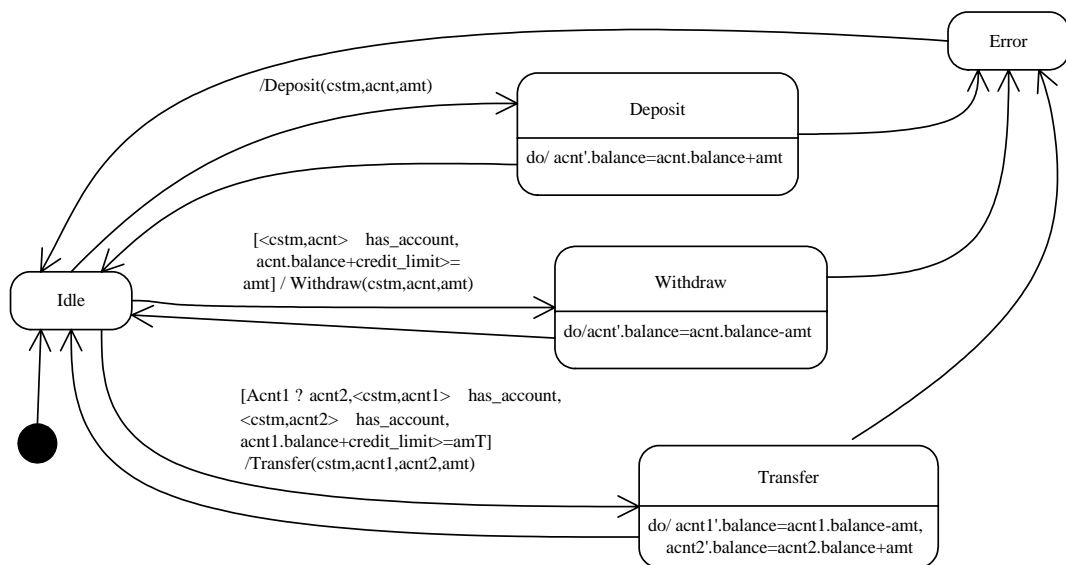 Error
/Deposit(cstm,acnt,amt)
Deposit
do/ acnt'.balance=acnt.balance+amt
[<cstm,acnt> has_account,
acnt.balance+credit_limit>=
amt] / Withdraw(cstm,acnt,amt)
Withdraw
Idle
do/acnt'.balance=acnt.balance-amt
[Acnt1 ? acnt2,<cstm,acnt1> has_account,
<cstm,acnt2> has_account,
acnt1.balance+credit_limit>=amT]
/Transfer(cstm,acnt1,acnt2,amt)
Transfer
do/ acnt1'.balance=acnt1.balance-amt,
acnt2'.balance=acnt2.balance+amt